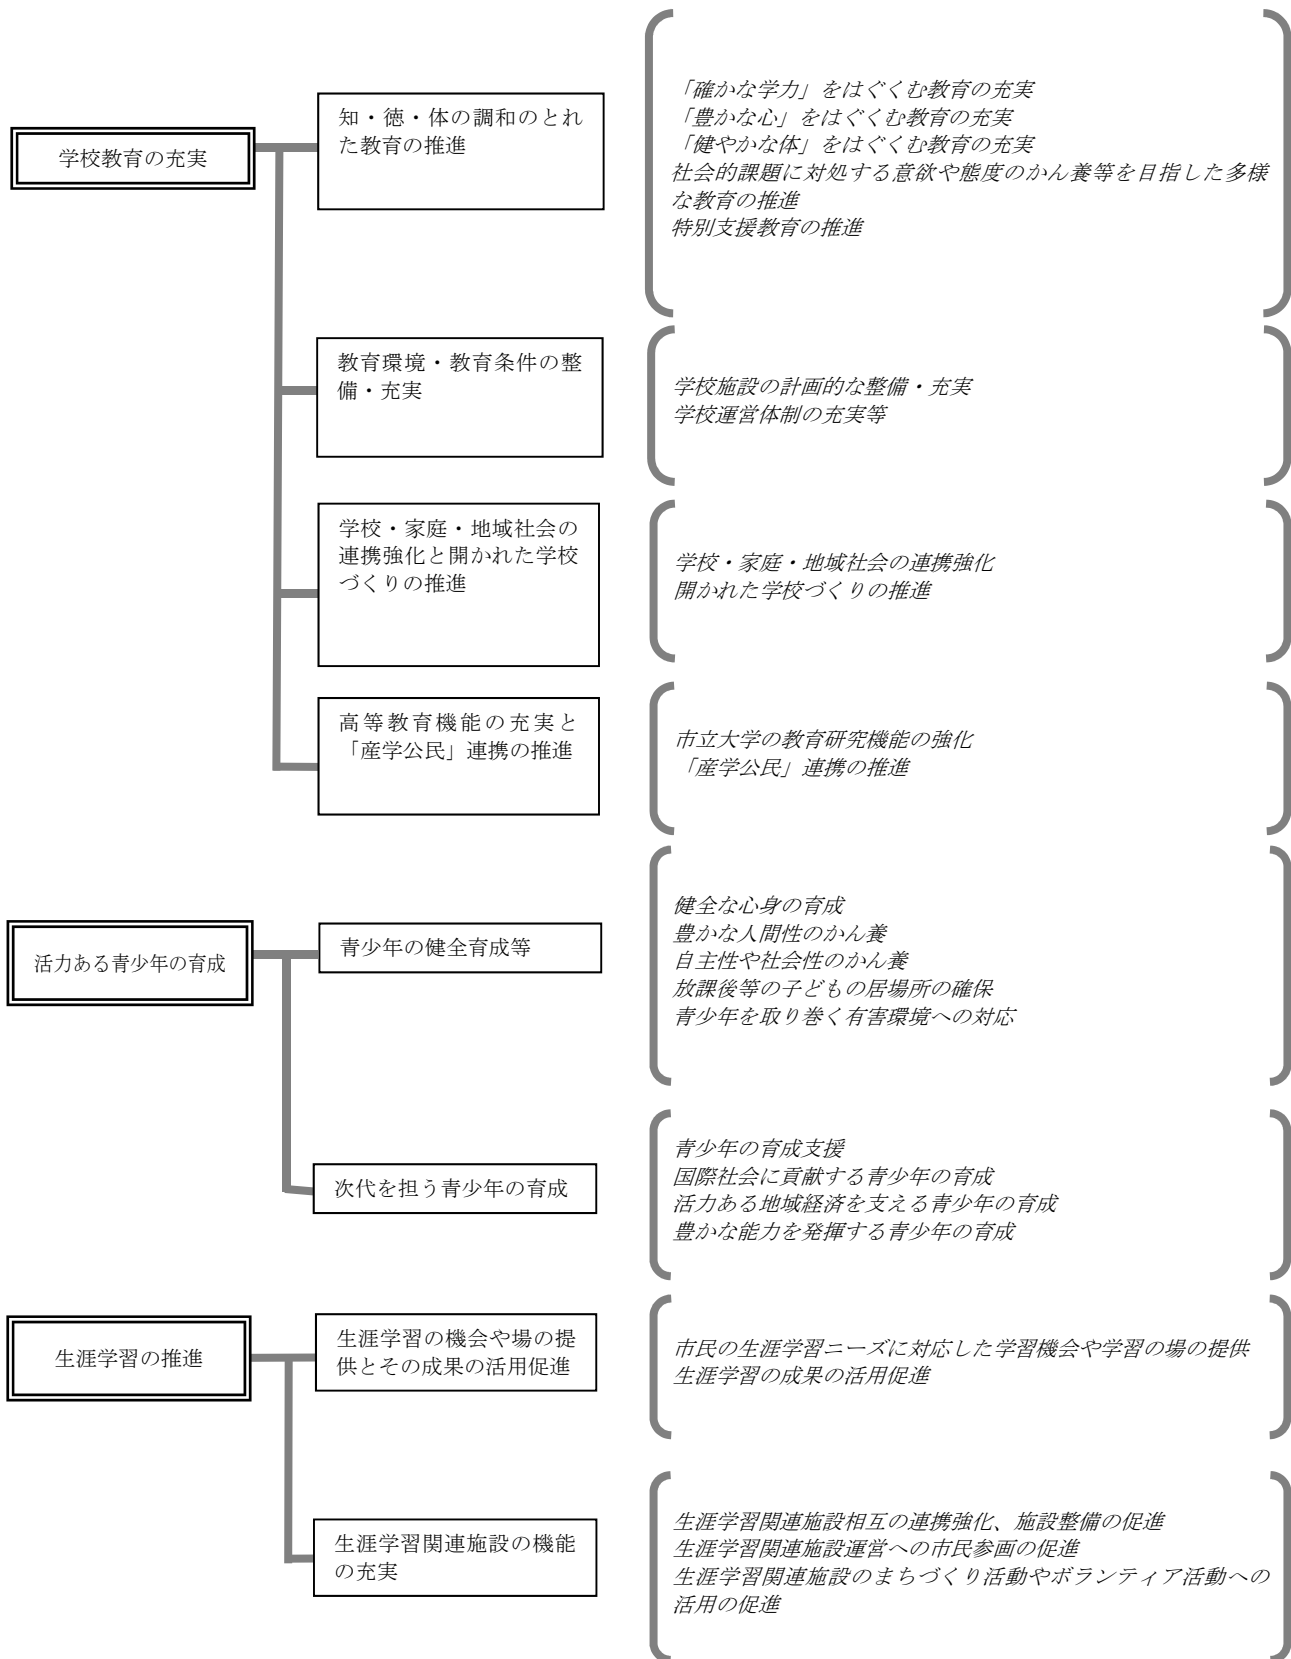 学校教育の充実
知・徳・体の調和のとれ
た教育の推進
「確かな学力」をはぐくむ教育の充実
「豊かな心」をはぐくむ教育の充実
「健やかな体」をはぐくむ教育の充実
社会的課題に対処する意欲や態度のかん養等を目指した多様
な教育の推進
特別支援教育の推進
教育環境・教育条件の整
備・充実
学校施設の計画的な整備・充実
学校運営体制の充実等
学校・家庭・地域社会の
連携強化と開かれた学校
づくりの推進
学校・家庭・地域社会の連携強化
開かれた学校づくりの推進
高等教育機能の充実と
「産学公民」連携の推進
市立大学の教育研究機能の強化
「産学公民」連携の推進
活力ある青少年の育成
青少年の健全育成等
健全な心身の育成
豊かな人間性のかん養
自主性や社会性のかん養
放課後等の子どもの居場所の確保
青少年を取り巻く有害環境への対応
次代を担う青少年の育成
青少年の育成支援
国際社会に貢献する青少年の育成
活力ある地域経済を支える青少年の育成
豊かな能力を発揮する青少年の育成
生涯学習の推進
生涯学習の機会や場の提
供とその成果の活用促進
市民の生涯学習ニーズに対応した学習機会や学習の場の提供
生涯学習の成果の活用促進
生涯学習関連施設の機能
の充実
生涯学習関連施設相互の連携強化、施設整備の促進
生涯学習関連施設運営への市民参画の促進
生涯学習関連施設のまちづくり活動やボランティア活動への
活用の促進